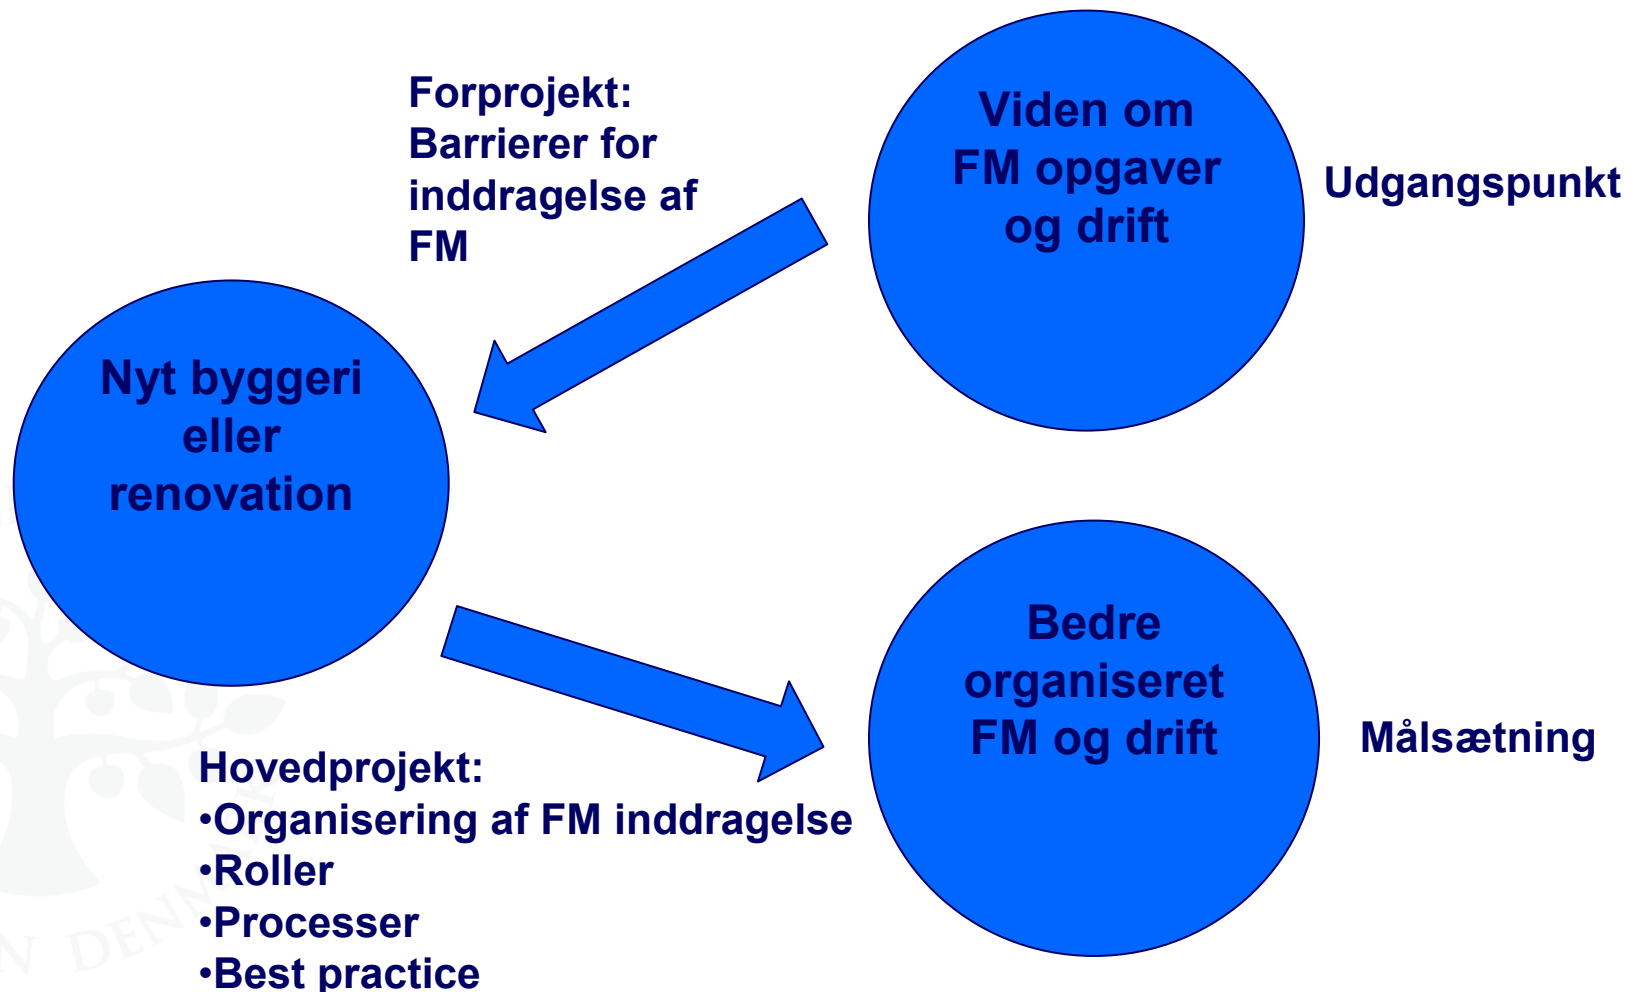 Forprojekt:
Barrierer for
inddragelse af
FM
Viden om
FM opgaver
og drift
Udgangspunkt
Nyt byggeri
eller
renovation
Bedre
organiseret
FM og drift
Målsætning
Hovedprojekt:
•Organisering af FM inddragelse
•Roller
•Processer
•Best practice